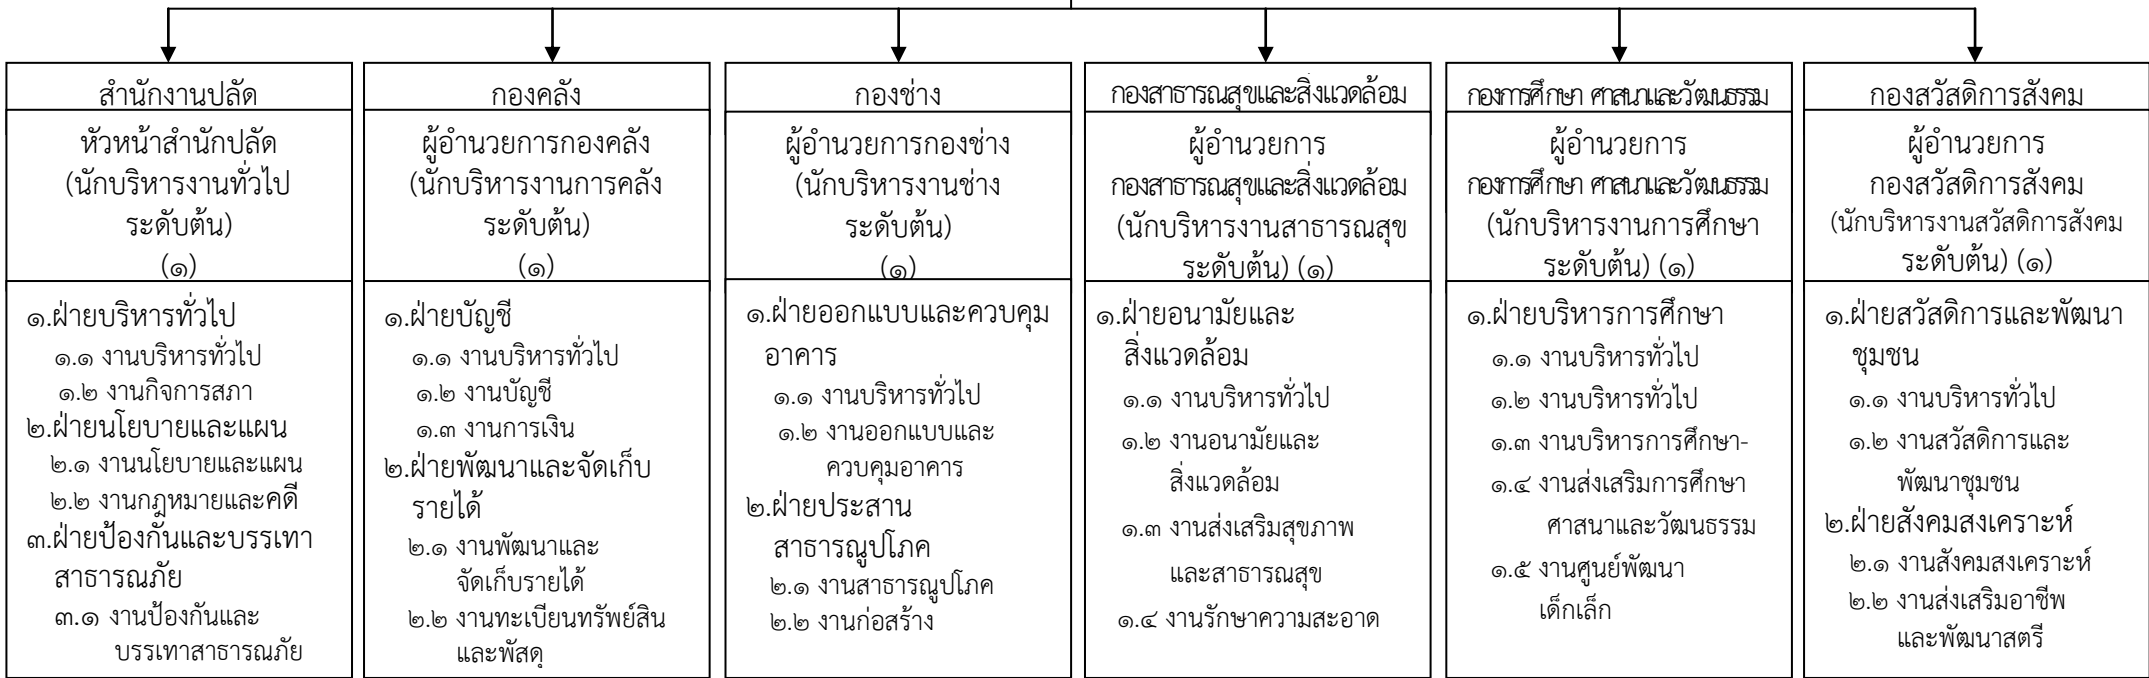 สำนักงานปลัด
หัวหน้าสำนักปลัด
(นักบริหารงานทั่วไป
ระดับต้น)
(๑)
๑.ฝ่ายบริหารทั่วไป
๑.๑ งานบริหารทั่วไป
๑.๒ งานกิจการสภา
๒.ฝ่ายนโยบายและแผน
๒.๑ งานนโยบายและแผน
๒.๒ งานกฎหมายและคดี
๓.ฝ่ายป้องกันและบรรเทา
สาธารณภัย
๓.๑ งานป้องกันและ
บรรเทาสาธารณภัย
กองคลัง
ผู้อำนวยการกองคลัง
(นักบริหารงานการคลัง
ระดับต้น)
(๑)
๑.ฝ่ายบัญชี
๑.๑ งานบริหารทั่วไป
๑.๒ งานบัญชี
๑.๓ งานการเงิน
๒.ฝ่ายพัฒนาและจัดเก็บ
รายได้
๒.๑ งานพัฒนาและ
จัดเก็บรายได้
๒.๒ งานทะเบียนทรัพย์สิน
และพัสดุ
กองช่าง
ผู้อำนวยการกองช่าง
(นักบริหารงานช่าง
ระดับต้น)
(๑)
๑.ฝ่ายออกแบบและควบคุม
อาคาร
๑.๑ งานบริหารทั่วไป
๑.๒ งานออกแบบและ
ควบคุมอาคาร
๒.ฝ่ายประสาน
สาธารณูปโภค
๒.๑ งานสาธารณูปโภค
๒.๒ งานก่อสร้าง
กองสาธารณสุขและสิ่งแวดล้อม
ผู้อำนวยการ
กองสาธารณสุขและสิ่งแวดล้อม
(นักบริหารงานสาธารณสุข
ระดับต้น) (๑)
๑.ฝ่ายอนามัยและ
สิ่งแวดล้อม
๑.๑ งานบริหารทั่วไป
๑.๒ งานอนามัยและ
สิ่งแวดล้อม
๑.๓ งานส่งเสริมสุขภาพ
และสาธารณสุข
๑.๔ งานรักษาความสะอาด
กองการศึกษา ศาสนาและวัฒนธรรม
ผู้อำนวยการ
กองการศึกษา ศาสนาและวัฒนธรรม
(นักบริหารงานการศึกษา
ระดับต้น) (๑)
๑.ฝ่ายบริหารการศึกษา
๑.๑ งานบริหารทั่วไป
๑.๒ งานบริหารทั่วไป
๑.๓ งานบริหารการศึกษา-
๑.๔ งานส่งเสริมการศึกษา
ศาสนาและวัฒนธรรม
๑.๕ งานศูนย์พัฒนา
เด็กเล็ก
กองสวัสดิการสังคม
ผู้อำนวยการ
กองสวัสดิการสังคม
(นักบริหารงานสวัสดิการสังคม
ระดับต้น) (๑)
๑.ฝ่ายสวัสดิการและพัฒนา
ชุมชน
๑.๑ งานบริหารทั่วไป
๑.๒ งานสวัสดิการและ
พัฒนาชุมชน
๒.ฝ่ายสังคมสงเคราะห์
๒.๑ งานสังคมสงเคราะห์
๒.๒ งานส่งเสริมอาชีพ
และพัฒนาสตรี